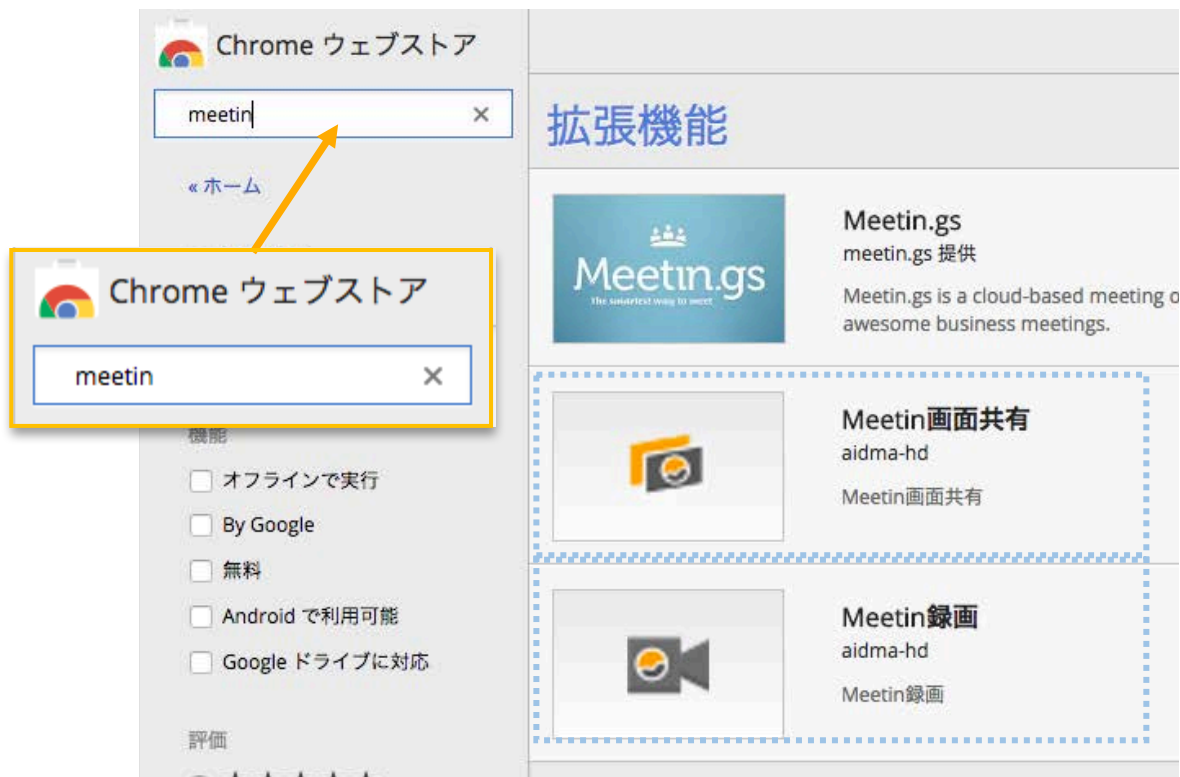 Chrome ウェブストア
meetin ×
« ホーム
Chrome ウェブストア
meetin ×
機能
オフラインで実行
By Google
無料
Android で利用可能
Google ドライブに対応
評価
拡張機能
Meetin.gs
The smartest way to meet
Meetin.gs
meetin.gs 提供
Meetin.gs is a cloud-based meeting o
awesome business meetings.
Meetin画面共有
aidma-hd
Meetin画面共有
Meetin録画
aidma-hd
Meetin録画